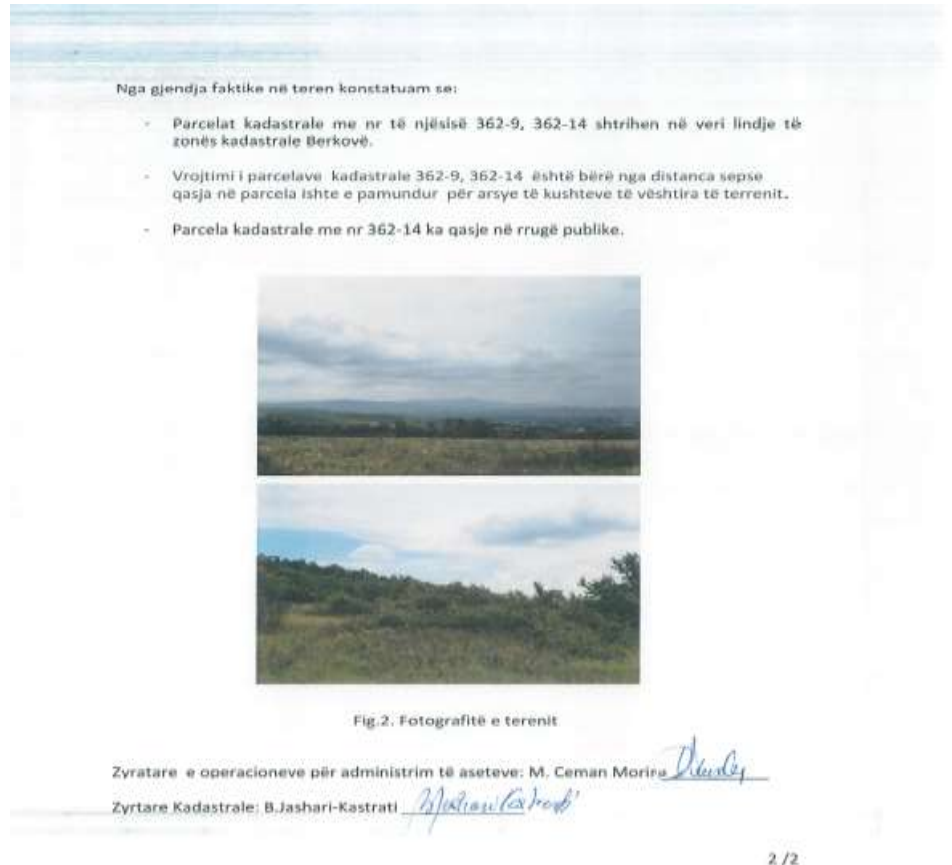 Nga gjendja faktike në teren konstatuam se:
- Parcelat kadastrale me nr të njësisë 362-9, 362-14 shtrihen në veri lindje të
zonës kadastrale Berkovë.
- Vrojtimi i parcelave kadastrale 362-9, 362-14 është bërë nga distanca sepse
qasja në parcela ishte e pamundur për arsye të kushteve të vështira të terrenit.
- Parcela kadastrale me nr 362-14 ka qasje në rrugë publike.
Fig.2. Fotografitë e terenit
Zyratare e operacioneve për administrim të aseteve: M. Ceman Morina
Zyrtare Kadastrale: B.Jashari-Kastrati
2 /2